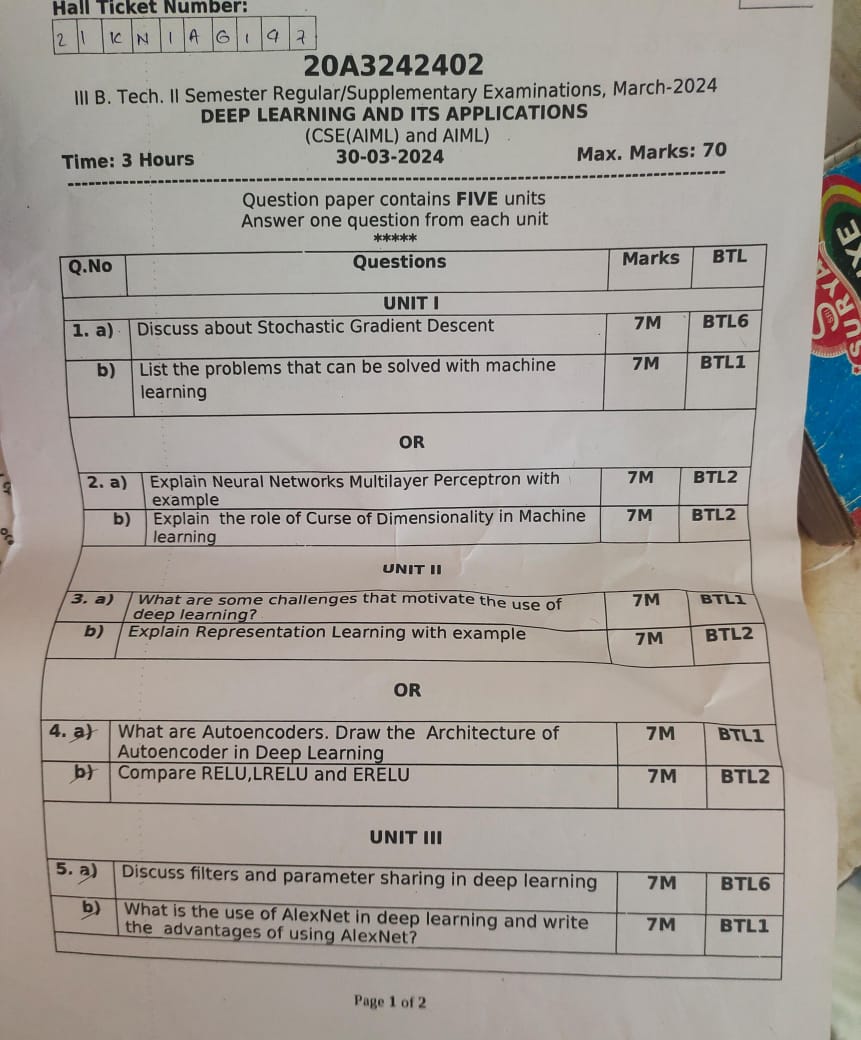 Hall Ticket Number:
2 1 K N 1 A G 1 9 7
20A3242402
III B. Tech. II Semester Regular/Supplementary Examinations, March-2024
DEEP LEARNING AND ITS APPLICATIONS
(CSE(AIML) and AIML)
Time: 3 Hours 30-03-2024 Max. Marks: 70
Question paper contains FIVE units
Answer one question from each unit
*****
Q.No Questions Marks BTL
UNIT I
1. a) Discuss about Stochastic Gradient Descent 7M BTL6
b) List the problems that can be solved with machine 7M BTL1
learning
OR
2. a) Explain Neural Networks Multilayer Perceptron with 7M BTL2
example
b) Explain the role of Curse of Dimensionality in Machine 7M BTL2
learning
UNIT II
3. a) What are some challenges that motivate the use of 7M BTL1
deep learning?
b) Explain Representation Learning with example 7M BTL2
OR
4. a) What are Autoencoders. Draw the Architecture of 7M BTL1
Autoencoder in Deep Learning
b) Compare RELU,LRELU and ERELU 7M BTL2
UNIT III
5. a) Discuss filters and parameter sharing in deep learning 7M BTL6
b) What is the use of AlexNet in deep learning and write 7M BTL1
the advantages of using AlexNet?
Page 1 of 2
SURYA